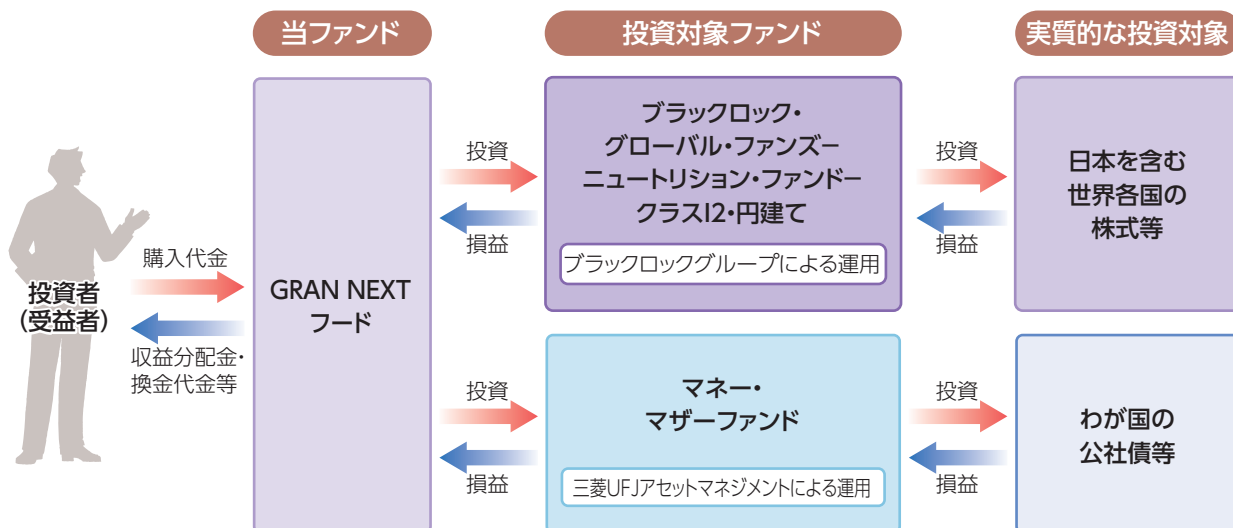 当ファンド
投資対象ファンド
実質的な投資対象
投資者
(受益者)
購入代金
収益分配金・
換金代金等
GRAN NEXT
フード
投資
損益
ブラックロック・
グローバル・ファンズー
ニュートリション・ファンドー
クラスI2・円建て
ブラックロックグループによる運用
投資
損益
日本を含む
世界各国の
株式等
投資
損益
マネー・
マザーファンド
三菱UFJアセットマネジメントによる運用
投資
損益
わが国の
公社債等